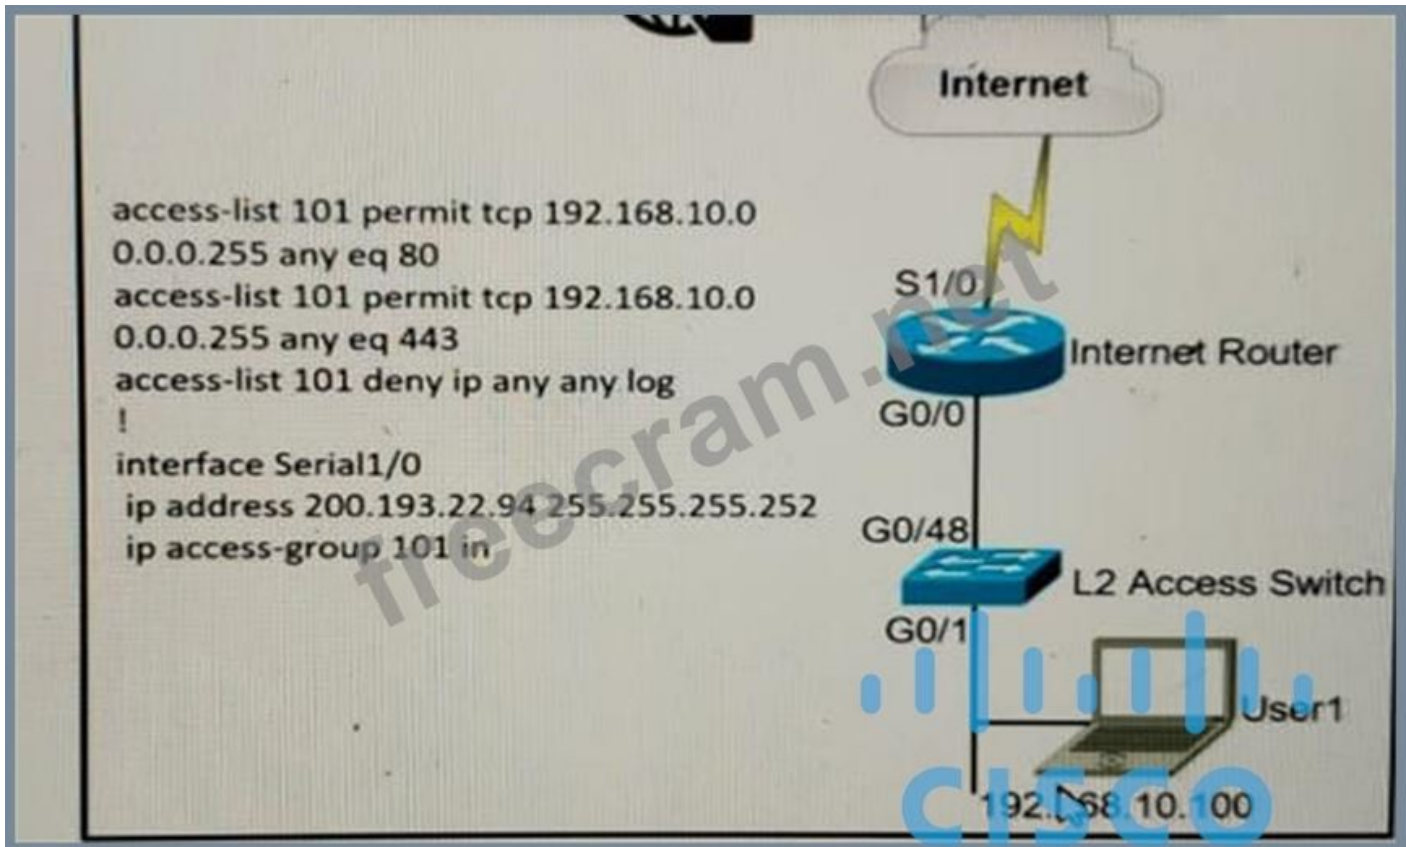 access-list 101 permit tcp 192.168.10.0
0.0.0.255 any eq 80
access-list 101 permit tcp 192.168.10.0
0.0.0.255 any eq 443
access-list 101 deny ip any any log
!
interface Serial1/0
ip address 200.193.22.94 255.255.255.252
ip access-group 101 in
Internet
S1/0
Internet Router
G0/0
G0/48
L2 Access Switch
G0/1
User1
192.168.10.100
freecram.net
CISCO